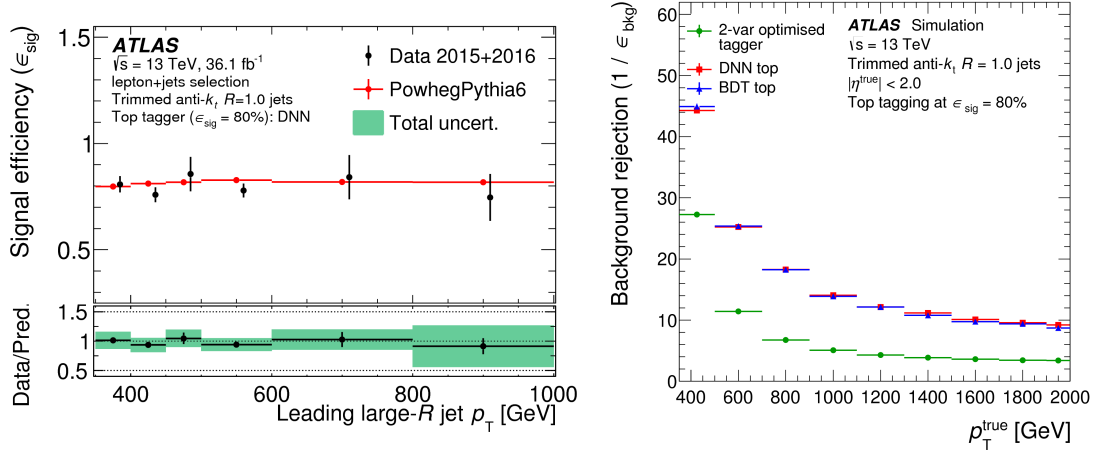 Signal efficiency (ϵsig)
1.5
1
0.5
ATLAS
√s = 13 TeV, 36.1 fb⁻¹
lepton+jets selection
Trimmed anti-kt R=1.0 jets
Top tagger (ϵsig = 80%): DNN
Data 2015+2016
PowhegPythia6
Total uncert.
Data/Pred.
1.5
1
0.5
400 600 800 1000
Leading large-R jet pT [GeV]
Background rejection (1 / ϵbkg)
60
50
40
30
20
10
0
2-var optimised
tagger
DNN top
BDT top
ATLAS Simulation
√s = 13 TeV
Trimmed anti-kt R = 1.0 jets
|ηtrue| < 2.0
Top tagging at ϵsig = 80%
400 600 800 1000 1200 1400 1600 1800 2000
pTtrue [GeV]